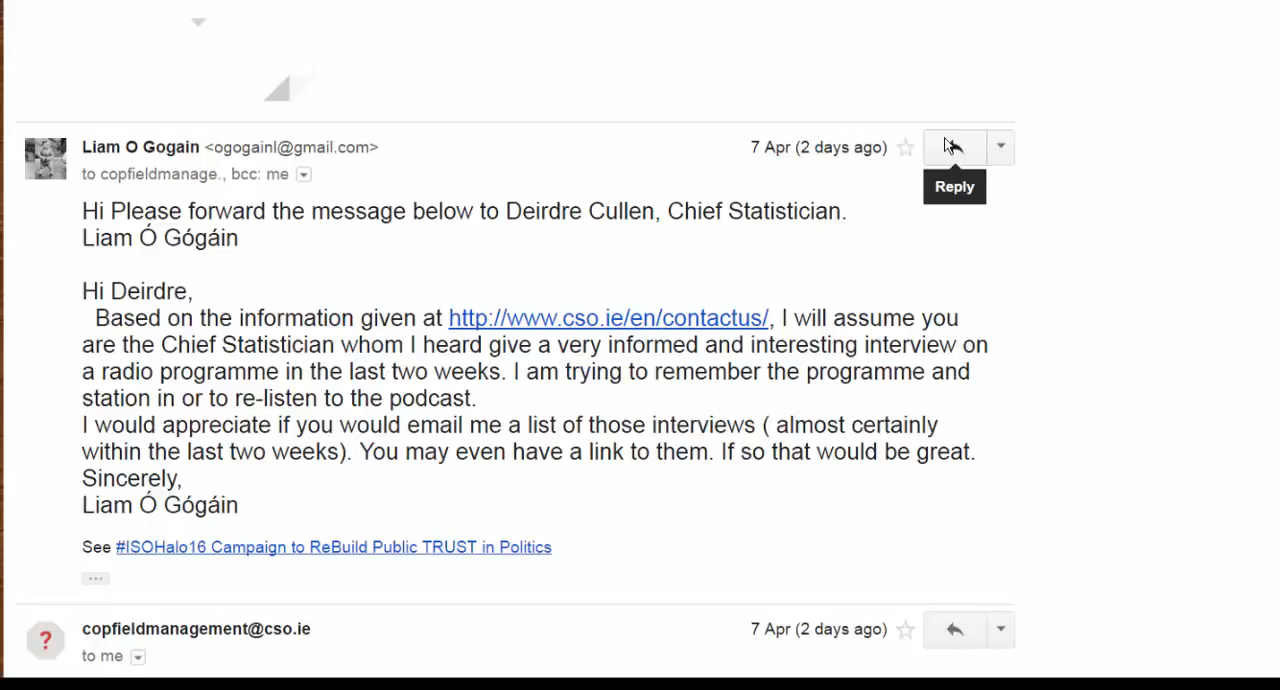 Liam O Gogain <ogogainl@gmail.com> 7 Apr (2 days ago)
to copfieldmanage., bcc: me
Reply
Hi Please forward the message below to Deirdre Cullen, Chief Statistician.
Liam Ó Gógáin
Hi Deirdre,
Based on the information given at http://www.cso.ie/en/contactus/, I will assume you
are the Chief Statistician whom I heard give a very informed and interesting interview on
a radio programme in the last two weeks. I am trying to remember the programme and
station in or to re-listen to the podcast.
I would appreciate if you would email me a list of those interviews ( almost certainly
within the last two weeks). You may even have a link to them. If so that would be great.
Sincerely,
Liam Ó Gógáin
See #ISOHalo16 Campaign to ReBuild Public TRUST in Politics
...
? copfieldmanagement@cso.ie 7 Apr (2 days ago)
to me